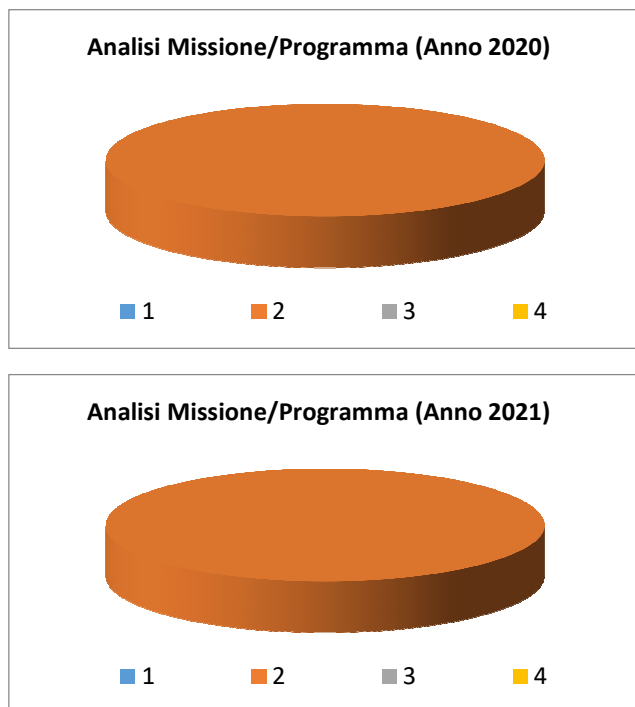 Analisi Missione/Programma (Anno 2020)
1 2 3 4
Analisi Missione/Programma (Anno 2021)
1 2 3 4